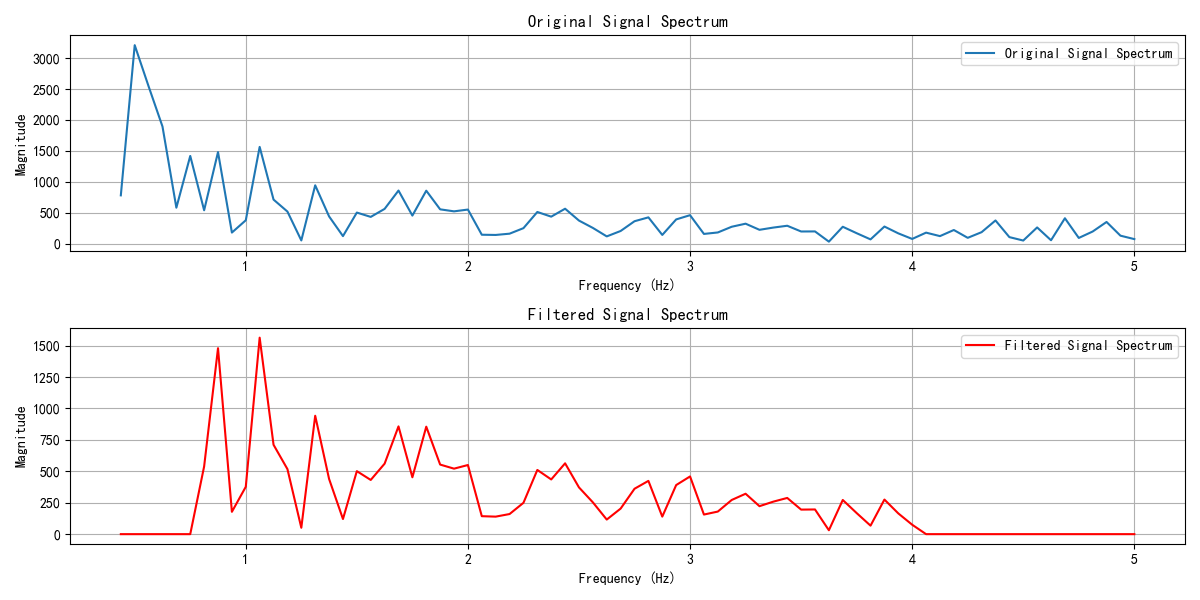 Original Signal Spectrum
Original Signal Spectrum
3000
2500
2000
1500
1000
500
0
Magnitude
1 2 3 4 5
Frequency (Hz)
Filtered Signal Spectrum
Filtered Signal Spectrum
1500
1250
1000
750
500
250
0
Magnitude
1 2 3 4 5
Frequency (Hz)